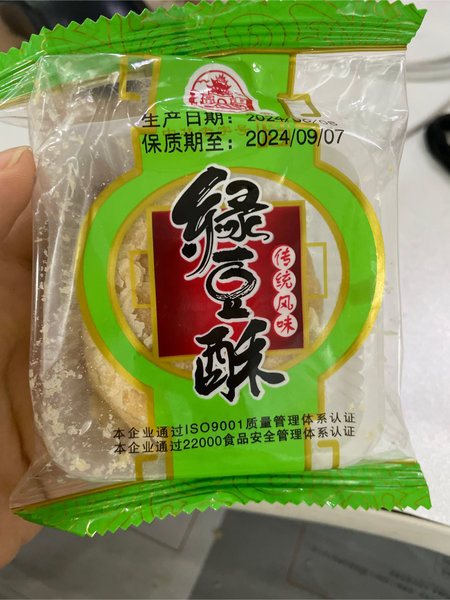 生产日期:
保质期至: 2024/09/07
綠豆酥
传统风味
本企业通过ISO9001质量管理体系认证
本企业通过22000食品安全管理体系认证